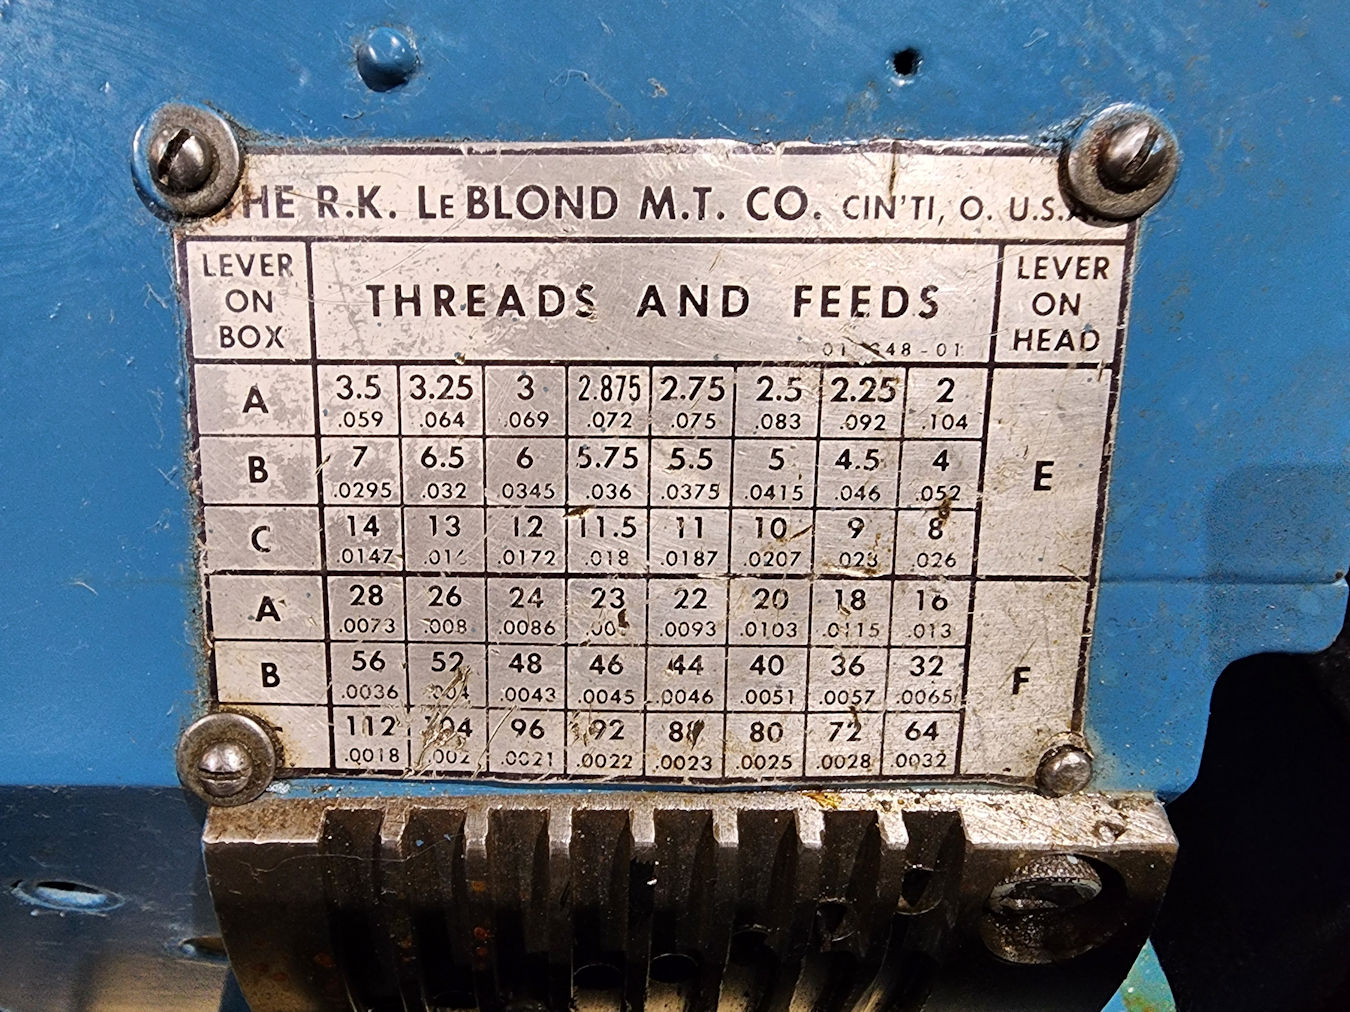 HE R.K. LeBLOND M.T. CO. CIN'TI, O. U.S.A.
LEVER ON BOX
THREADS AND FEEDS
LEVER ON HEAD
A 3.5 3.25 3 2.875 2.75 2.5 2.25 2
.059 .064 .069 .072 .075 .083 .092 .104
B 7 6.5 6 5.75 5.5 5 4.5 4 E
.0295 .032 .0345 .036 .0375 .0415 .046 .052
C 14 13 12 11.5 11 10 9 8
.0147 .0172 .018 .0187 .0207 .023 .026
A 28 26 24 23 22 20 18 16
.0073 .008 .0086 .0093 .0103 .0115 .013
B 56 52 48 46 44 40 36 32 F
.0036 .004 .0043 .0045 .0046 .0051 .0057 .0065
112 104 96 92 88 80 72 64
.0018 .002 .0021 .0022 .0023 .0025 .0028 .0032